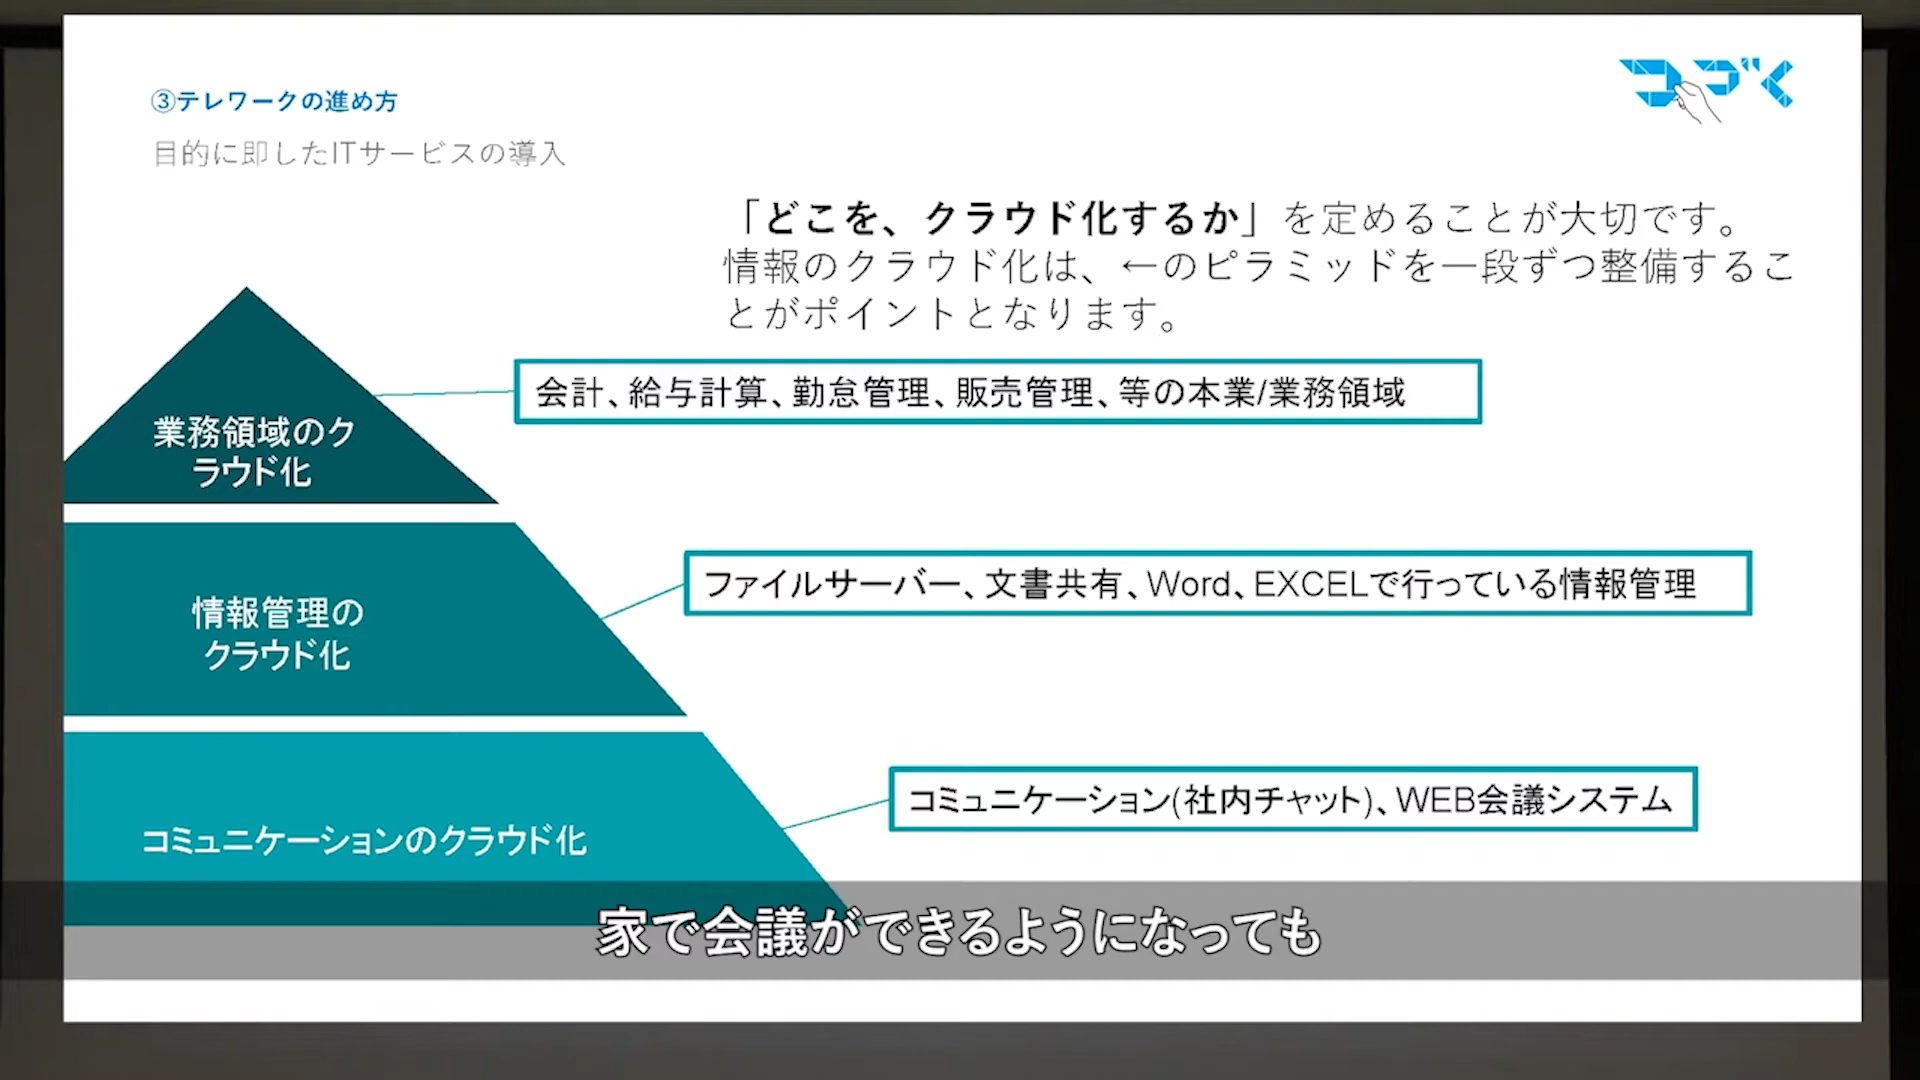 ③テレワークの進め方
つづく
目的に即したITサービスの導入
「どこを、クラウド化するか」を定めることが大切です。
情報のクラウド化は、←のピラミッドを一段ずつ整備するこ
とがポイントとなります。
会計、給与計算、勤怠管理、販売管理、等の本業/業務領域
業務領域のク
ラウド化
ファイルサーバー、文書共有、Word、EXCELで行っている情報管理
情報管理の
クラウド化
コミュニケーション(社内チャット)、WEB会議システム
コミュニケーションのクラウド化
家で会議ができるようになっても